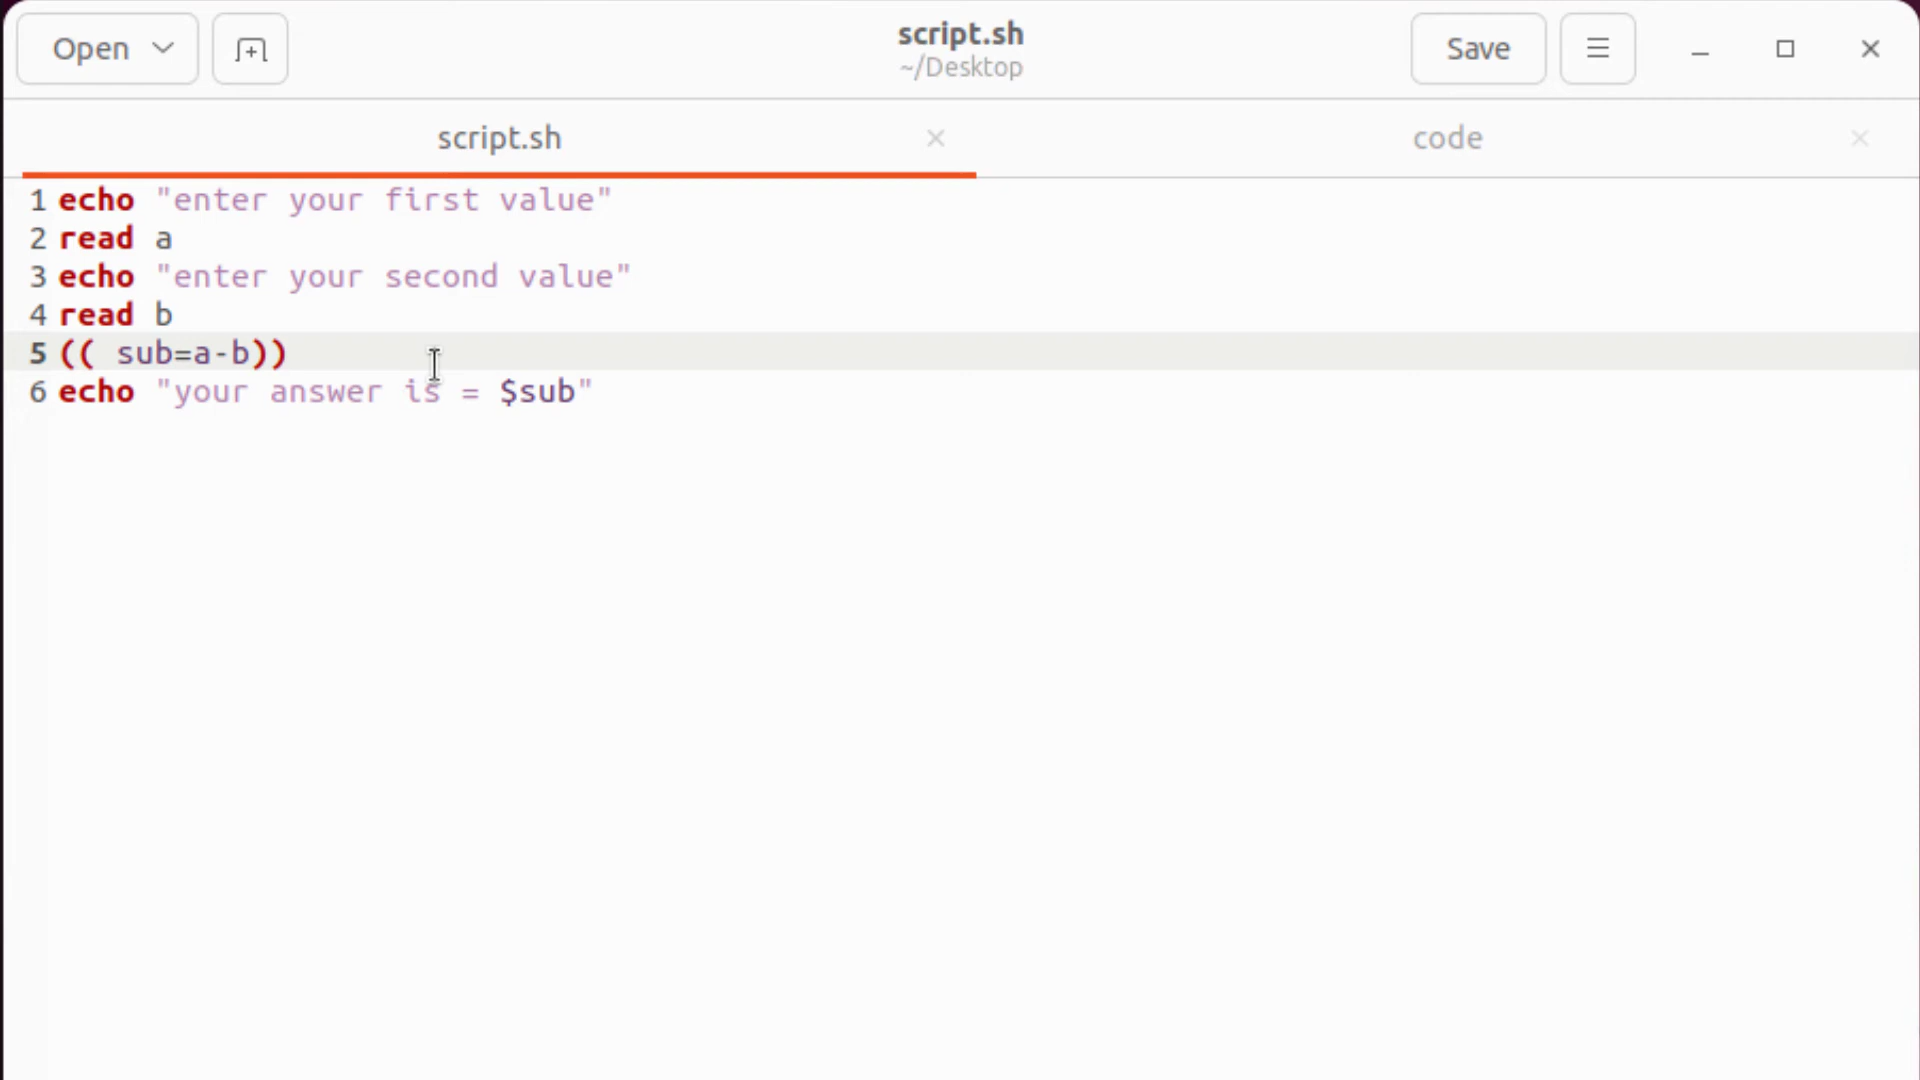 Open
script.sh
~/Desktop
Save
script.sh
code
1 echo "enter your first value"
2 read a
3 echo "enter your second value"
4 read b
5 (( sub=a-b))
6 echo "your answer is = $sub"